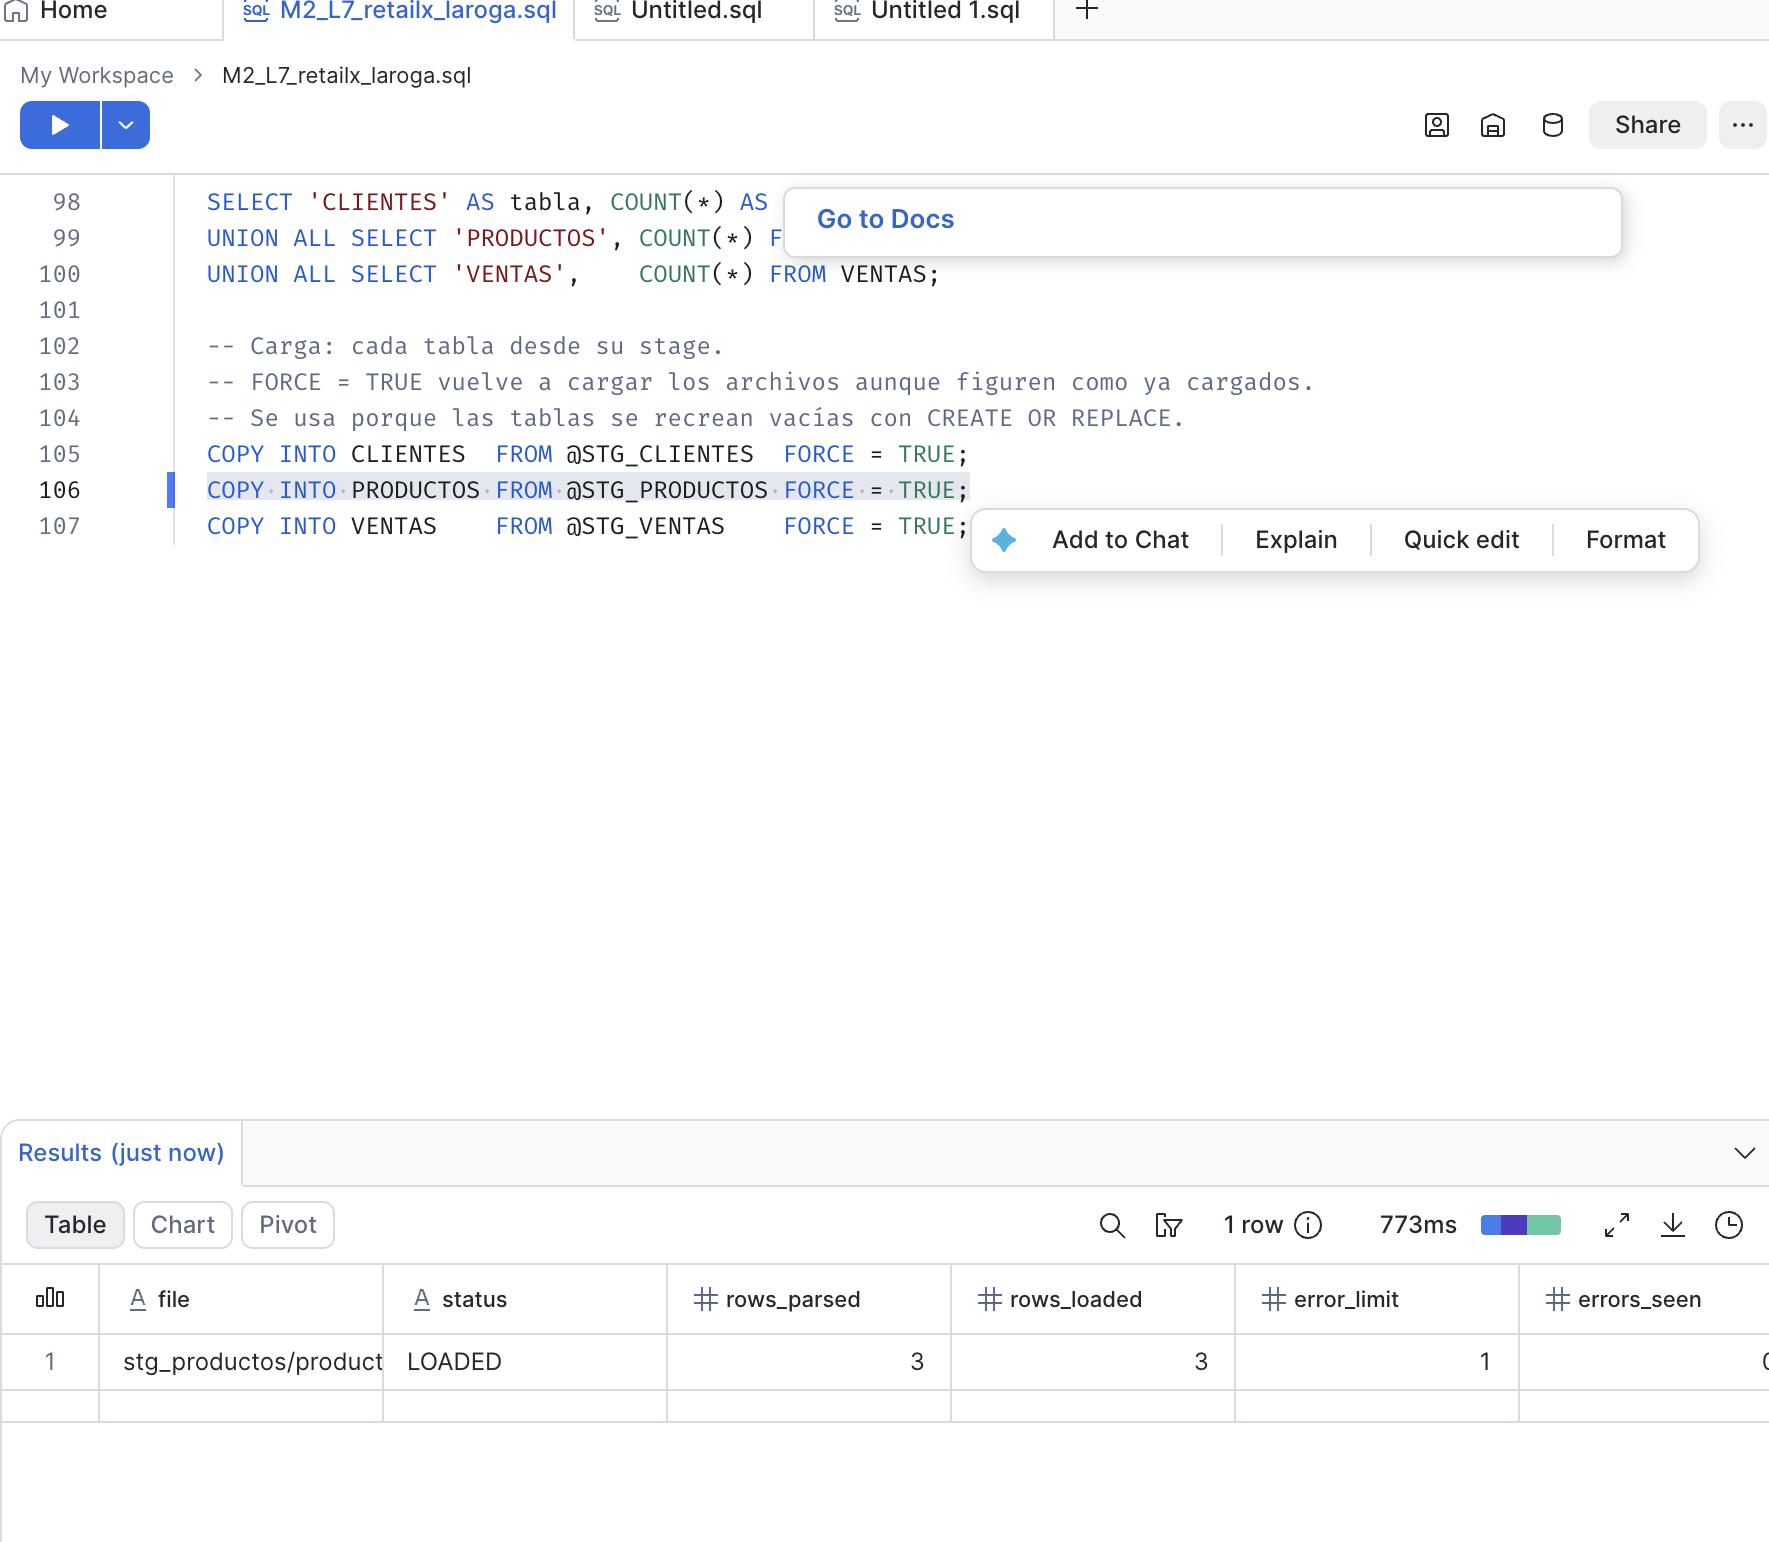 Home
SQL M2_L7_retailx_laroga.sql
SQL Untitled.sql
SQL Untitled 1.sql
My Workspace > M2_L7_retailx_laroga.sql
Share
98 SELECT 'CLIENTES' AS tabla, COUNT(*) AS
Go to Docs
99 UNION ALL SELECT 'PRODUCTOS', COUNT(*) F
100 UNION ALL SELECT 'VENTAS',    COUNT(*) FROM VENTAS;
101
102 -- Carga: cada tabla desde su stage.
103 -- FORCE = TRUE vuelve a cargar los archivos aunque figuren como ya cargados.
104 -- Se usa porque las tablas se recrean vacías con CREATE OR REPLACE.
105 COPY INTO CLIENTES  FROM @STG_CLIENTES  FORCE = TRUE;
106 COPY INTO PRODUCTOS FROM @STG_PRODUCTOS FORCE = TRUE;
107 COPY INTO VENTAS    FROM @STG_VENTAS    FORCE = TRUE;
Add to Chat Explain Quick edit Format
Results (just now)
Table Chart Pivot 1 row 773ms
file status rows_parsed rows_loaded error_limit errors_seen
1 stg_productos/product LOADED 3 3 1 0